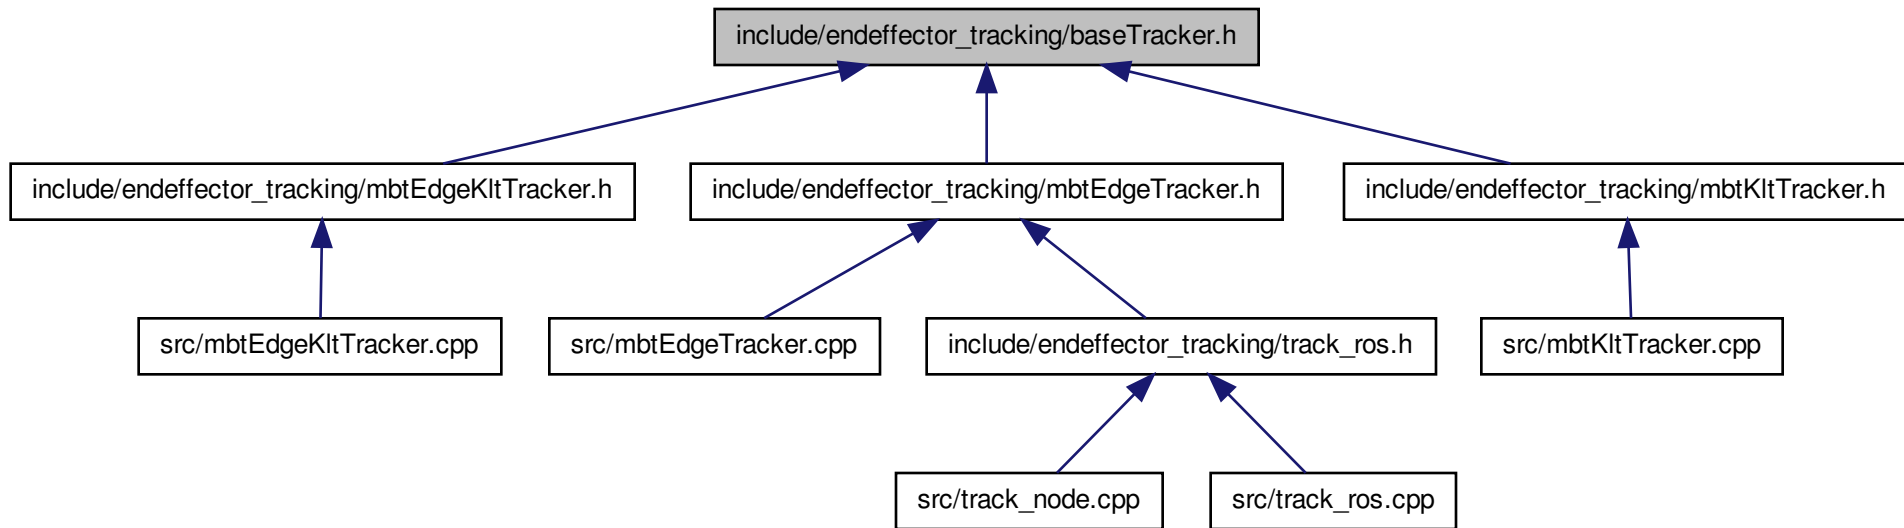 include/endeffector_tracking/baseTracker.h
include/endeffector_tracking/mbtEdgeKltTracker.h
include/endeffector_tracking/mbtEdgeTracker.h
include/endeffector_tracking/mbtKltTracker.h
src/mbtEdgeKltTracker.cpp
src/mbtEdgeTracker.cpp
include/endeffector_tracking/track_ros.h
src/mbtKltTracker.cpp
src/track_node.cpp
src/track_ros.cpp